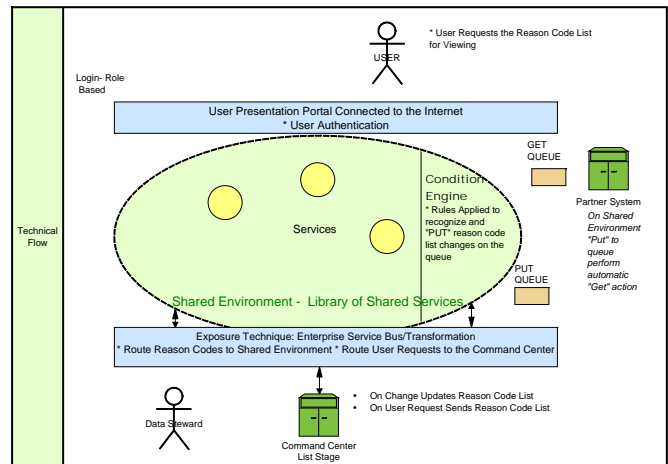 * User Requests the Reason Code List
for Viewing
USER
Login- Role
Based
User Presentation Portal Connected to the Internet
* User Authentication
GET
QUEUE
Condition
Engine
* Rules Applied to
recognize and
"PUT" reason code
list changes on the
queue
Services
Partner System
On Shared
Environment
"Put" to
queue
perform
automatic
"Get" action
Technical
Flow
PUT
QUEUE
Shared Environment - Library of Shared Services
Exposure Technique: Enterprise Service Bus/Transformation
* Route Reason Codes to Shared Environment * Route User Requests to the Command Center
• On Change Updates Reason Code List
• On User Request Sends Reason Code List
Data Steward
Command Center
List Stage